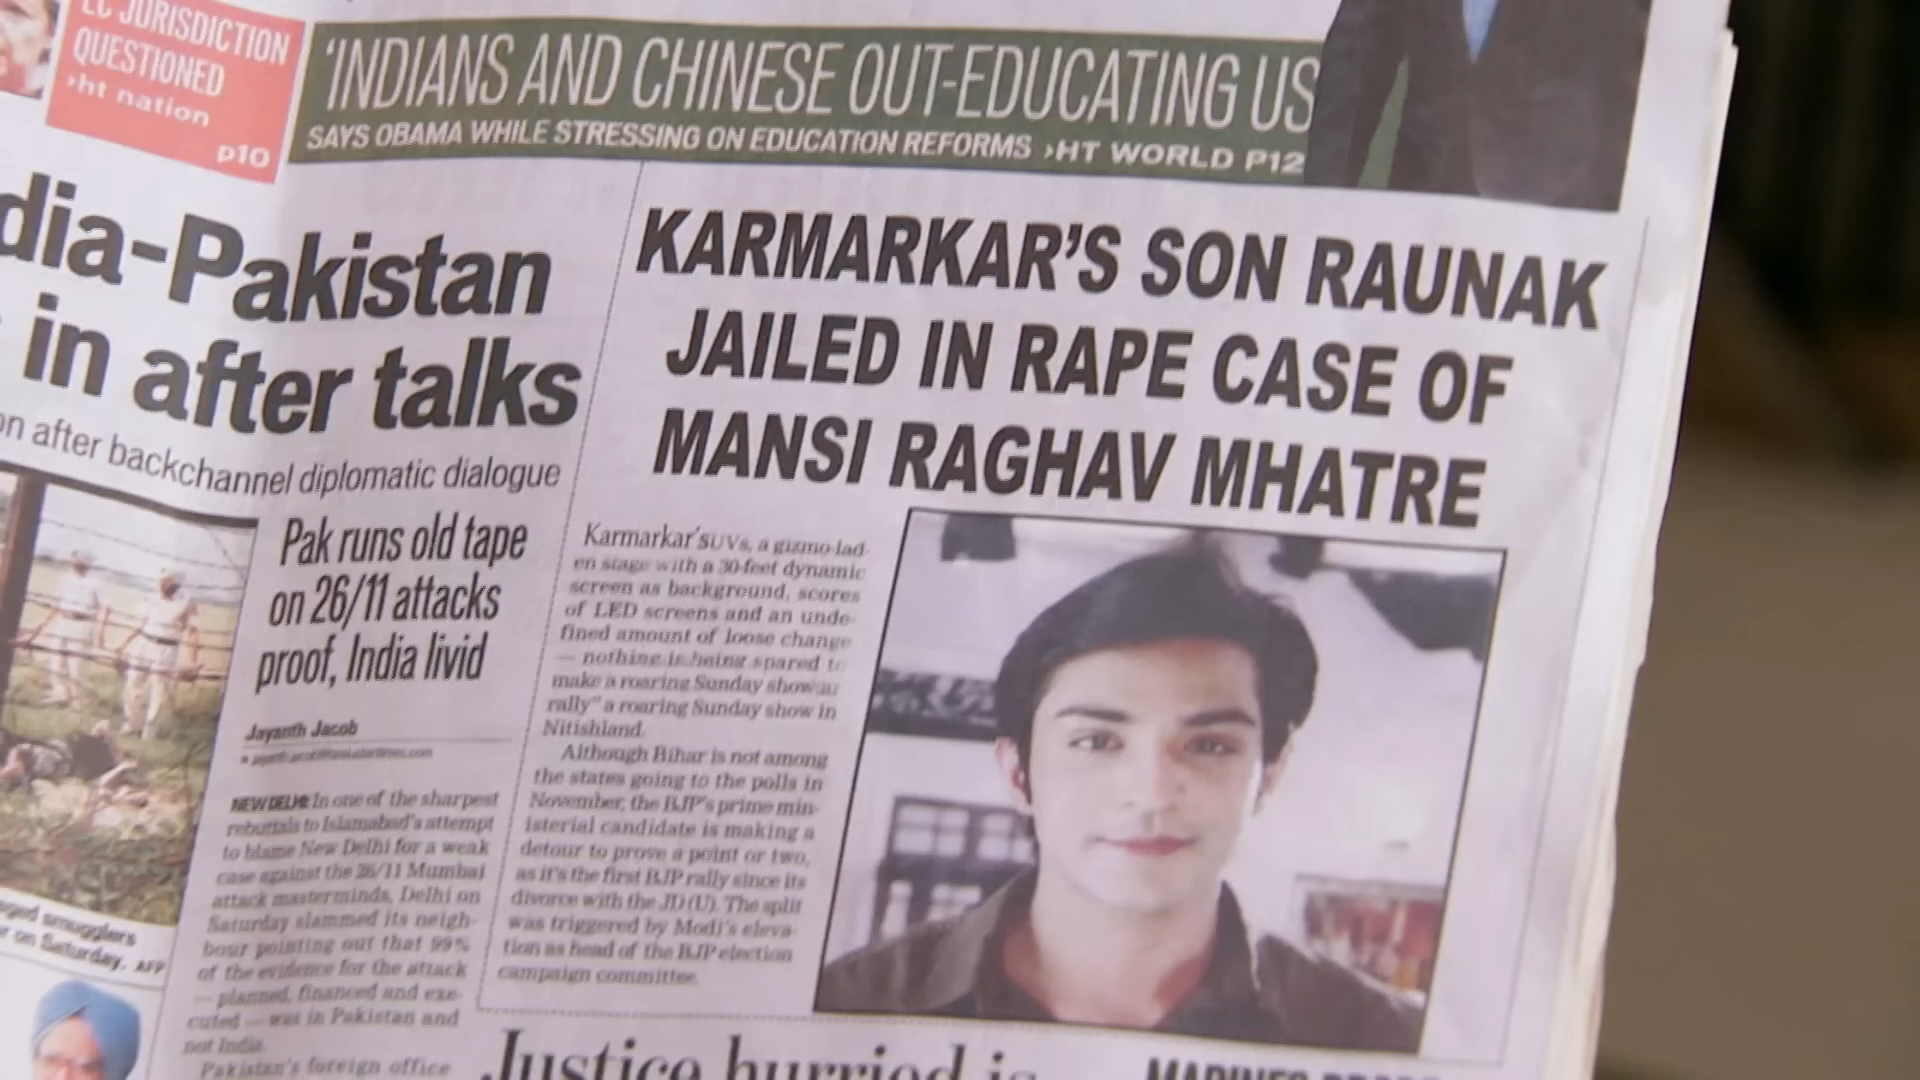 EC JURISDICTION
QUESTIONED
›ht nation
p10
'INDIANS AND CHINESE OUT-EDUCATING US
SAYS OBAMA WHILE STRESSING ON EDUCATION REFORMS ›HT WORLD P12
dia-Pakistan
in after talks
on after backchannel diplomatic dialogue
Pak runs old tape
on 26/11 attacks
proof, India livid
Jayanth Jacob
NEW DELHI: In one of the sharpest
rebuttals to Islamabad's attempt
to blame New Delhi for a weak
case against the 26/11 Mumbai
attack masterminds, Delhi on
Saturday slammed its neigh-
bour pointing out that 99%
of the evidence for the attack
— planned, financed and exe-
cuted — was in Pakistan and
not India.
Pakistan's foreign office
smugglers
on Saturday. AFP
KARMARKAR'S SON RAUNAK
JAILED IN RAPE CASE OF
MANSI RAGHAV MHATRE
Karmarkar'sUVs, a gizmo-lad-
en stage with a 30-feet dynamic
screen as background, scores
of LED screens and an unde-
fined amount of loose change
— nothing is being spared to
make a roaring Sunday show
rally" a roaring Sunday show in
Nitishland.
Although Bihar is not among
the states going to the polls in
November, the BJP's prime min-
isterial candidate is making a
detour to prove a point or two,
as it's the first BJP rally since its
divorce with the JD (U). The split
was triggered by Modi's eleva-
tion as head of the BJP election
campaign committee.
Justice hurried is